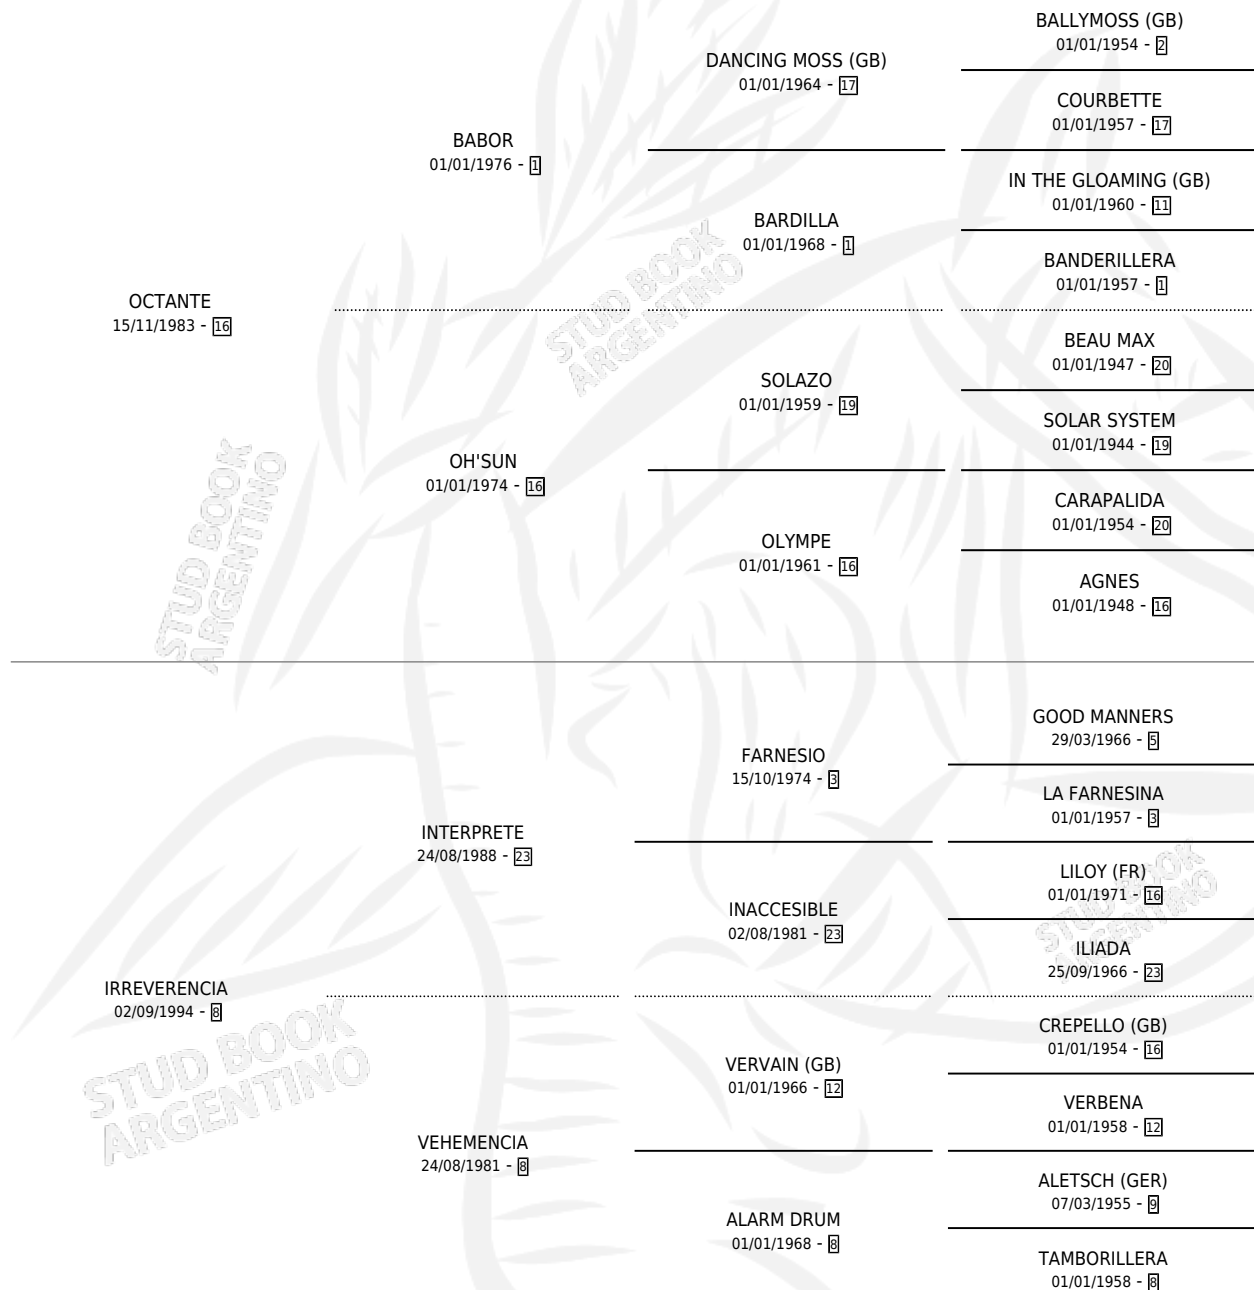 BALLYMOSS (GB)
01/01/1954 - 2
DANCING MOSS (GB)
01/01/1964 - 17
COURBETTE
01/01/1957 - 17
BABOR
01/01/1976 - 1
IN THE GLOAMING (GB)
01/01/1960 - 11
BARDILLA
01/01/1968 - 1
BANDERILLERA
01/01/1957 - 1
OCTANTE
15/11/1983 - 16
BEAU MAX
01/01/1947 - 20
SOLAZO
01/01/1959 - 19
SOLAR SYSTEM
01/01/1944 - 19
OH'SUN
01/01/1974 - 16
CARAPALIDA
01/01/1954 - 20
OLYMPE
01/01/1961 - 16
AGNES
01/01/1948 - 16
GOOD MANNERS
29/03/1966 - 5
FARNESIO
15/10/1974 - 3
LA FARNESINA
01/01/1957 - 3
INTERPRETE
24/08/1988 - 23
LILOY (FR)
01/01/1971 - 16
INACCESIBLE
02/08/1981 - 23
ILIADA
25/09/1966 - 23
IRREVERENCIA
02/09/1994 - 8
CREPELLO (GB)
01/01/1954 - 16
VERVAIN (GB)
01/01/1966 - 12
VERBENA
01/01/1958 - 12
VEHEMENCIA
24/08/1981 - 8
ALETSCH (GER)
07/03/1955 - 9
ALARM DRUM
01/01/1968 - 8
TAMBORILLERA
01/01/1958 - 8
STUD BOOK
ARGENTINO
STUD BOOK
ARGENTINO
STUD BOOK
ARGENTINO
STUD BOOK
ARGENTINO